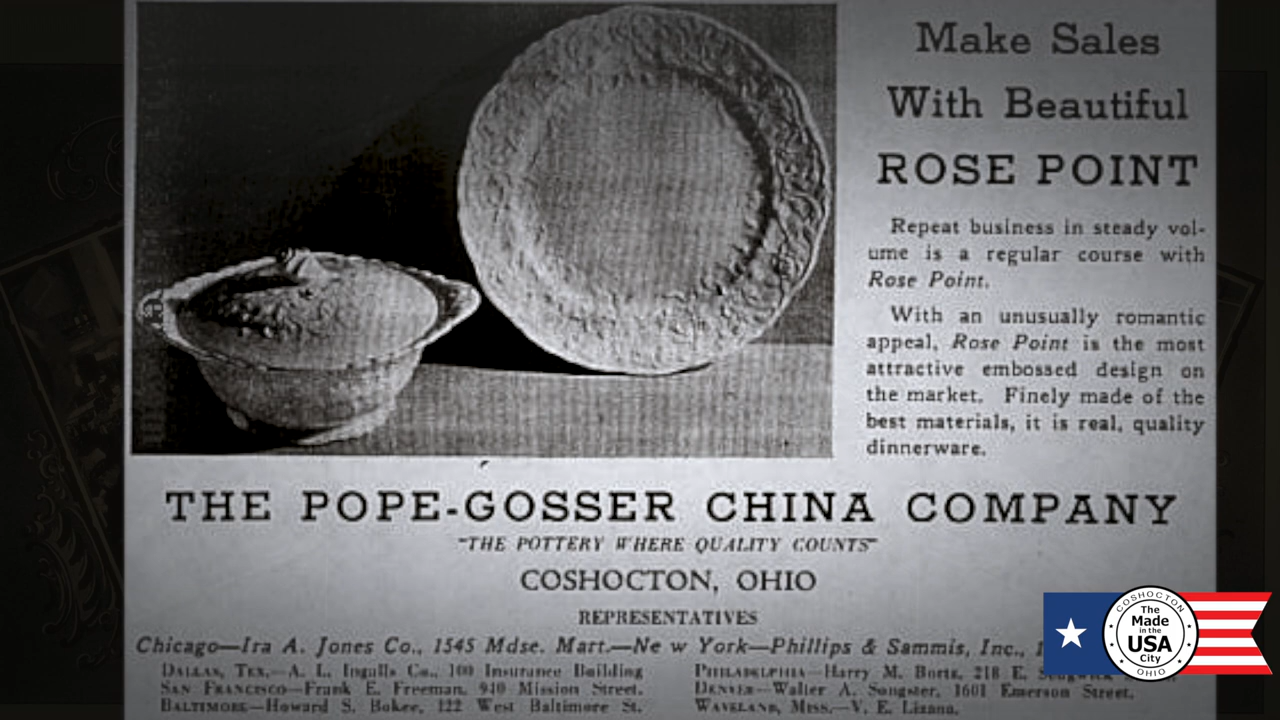 Make Sales
With Beautiful
ROSE POINT
Repeat business in steady vol-
ume is a regular course with
Rose Point.
With an unusually romantic
appeal, Rose Point is the most
attractive embossed design on
the market. Finely made of the
best materials, it is real, quality
dinnerware.
THE POPE-GOSSER CHINA COMPANY
"THE POTTERY WHERE QUALITY COUNTS"
COSHOCTON, OHIO
REPRESENTATIVES
Chicago—Ira A. Jones Co., 1545 Mdse. Mart.—Ne w York—Phillips & Sammis, Inc.,
DALLAS, TEX.—A. L. Ingulls Co., 100 Insurance Building
SAN FRANCISCO—Frank E. Freeman, 940 Mission Street.
BALTIMORE—Howard S. Bokee, 122 West Baltimore St.
PHILADELPHIA—Harry M. Bortz, 218 E.
DENVER—Walter A. Songster, 1601 Emerson Street.
WAVELAND, MISS.—V. E. Lizana.
COSHOCTON
The
Made
in the
USA
City
OHIO